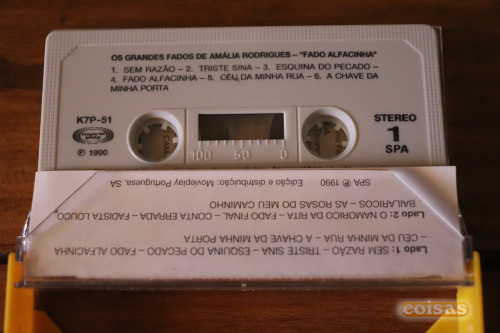 OS GRANDES FADOS DE AMÁLIA RODRIGUES – "FADO ALFACINHA"
1. SEM RAZÃO – 2. TRISTE SINA – 3. ESQUINA DO PECADO –
4. FADO ALFACINHA – 5. CÉU DA MINHA RUA – 6. A CHAVE DA
MINHA PORTA
K7P-51
STEREO
1
SPA
℗ 1990
100 50 0
Lado 1: SEM RAZÃO – TRISTE SINA – ESQUINA DO PECADO – FADO ALFACINHA
– CÉU DA MINHA RUA – A CHAVE DA MINHA PORTA
Lado 2: O NAMORICO DA RITA – FADO FINAL – CONTA ERRADA – FADISTA LOUCO
BAILARICOS – AS ROSAS DO MEU CAMINHO
SPA ℗ 1990 Edição e distribuição: Movieplay Portuguesa, SA
coisas